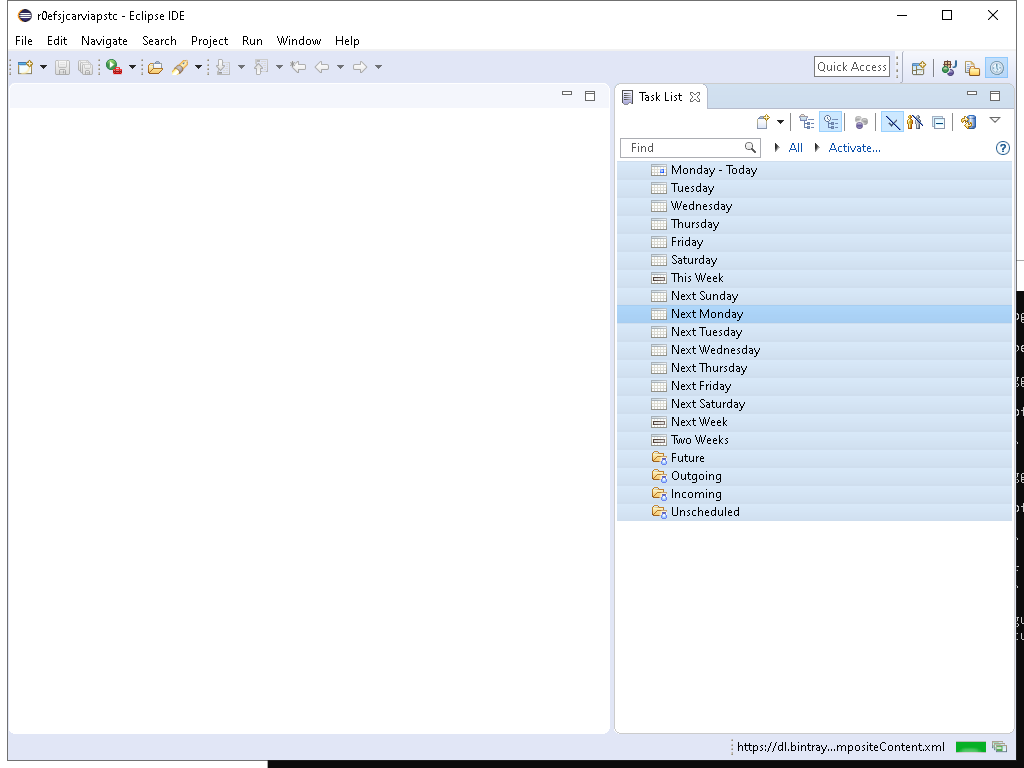 r0efsjcarviapstc - Eclipse IDE
File Edit Navigate Search Project Run Window Help
Quick Access
Task List
Find All Activate...
Monday - Today
Tuesday
Wednesday
Thursday
Friday
Saturday
This Week
Next Sunday
Next Monday
Next Tuesday
Next Wednesday
Next Thursday
Next Friday
Next Saturday
Next Week
Two Weeks
Future
Outgoing
Incoming
Unscheduled
https://dl.bintray...mpositeContent.xml